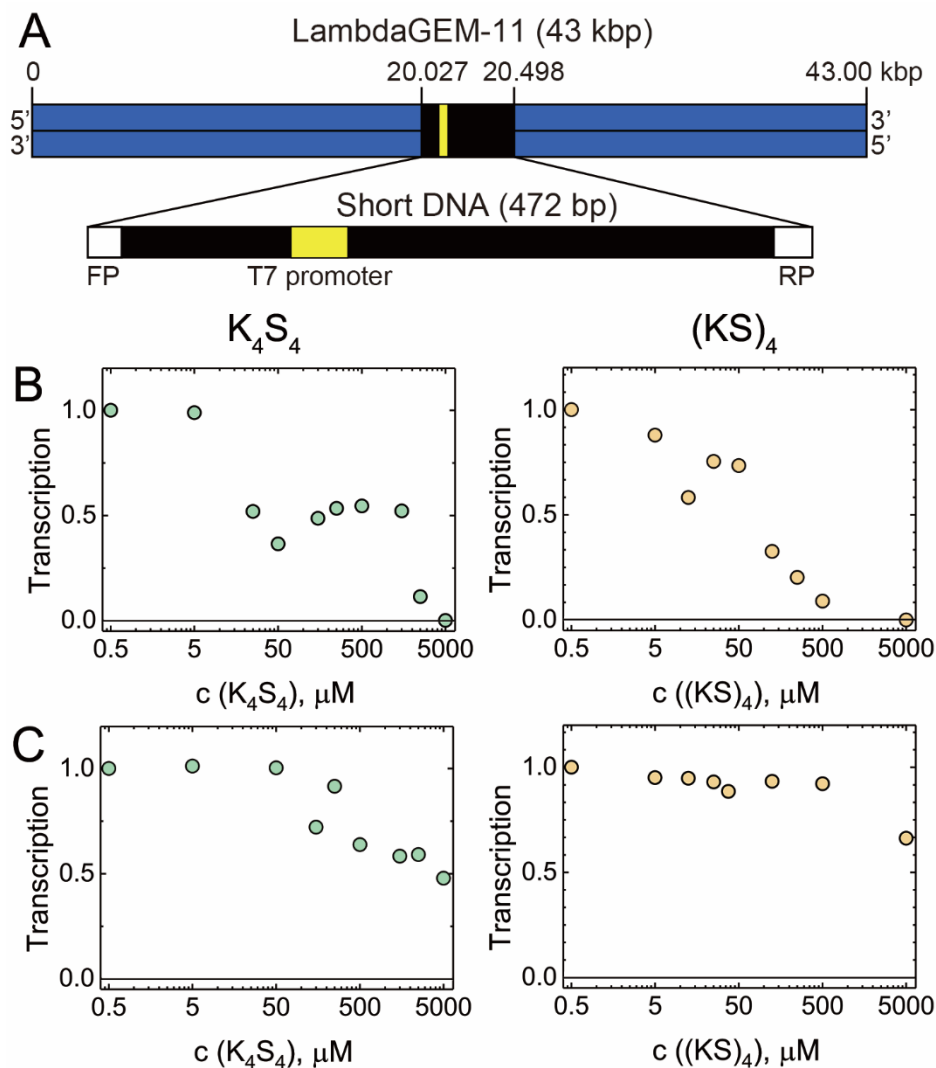 A
LambdaGEM-11 (43 kbp)
0 20.027 20.498 43.00 kbp
5' 3'
3' 5'
Short DNA (472 bp)
FP T7 promoter RP
K₄S₄ (KS)₄
B
Transcription
1.0
0.5
0.0
0.5 5 50 500 5000
c (K₄S₄), μM
Transcription
1.0
0.5
0.0
0.5 5 50 500 5000
c ((KS)₄), μM
C
Transcription
1.0
0.5
0.0
0.5 5 50 500 5000
c (K₄S₄), μM
Transcription
1.0
0.5
0.0
0.5 5 50 500 5000
c ((KS)₄), μM